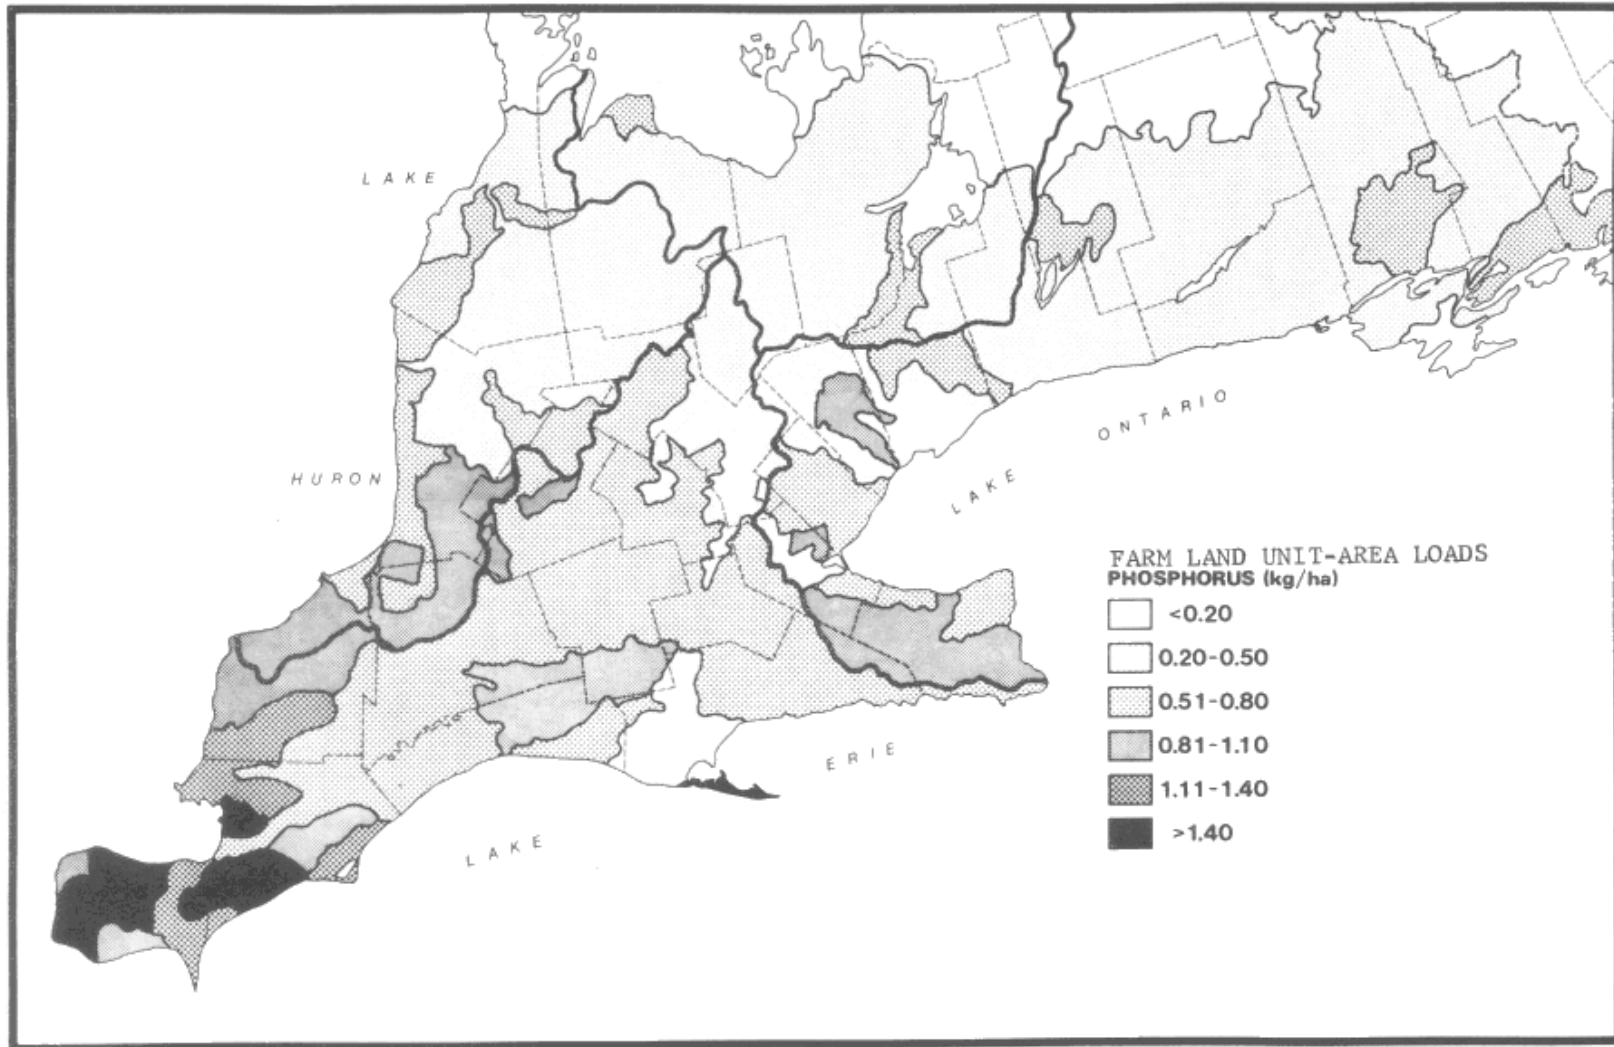 LAKE
HURON
LAKE ONTARIO
LAKE ERIE
FARM LAND UNIT-AREA LOADS
PHOSPHORUS (kg/ha)
<0.20
0.20-0.50
0.51-0.80
0.81-1.10
1.11-1.40
>1.40